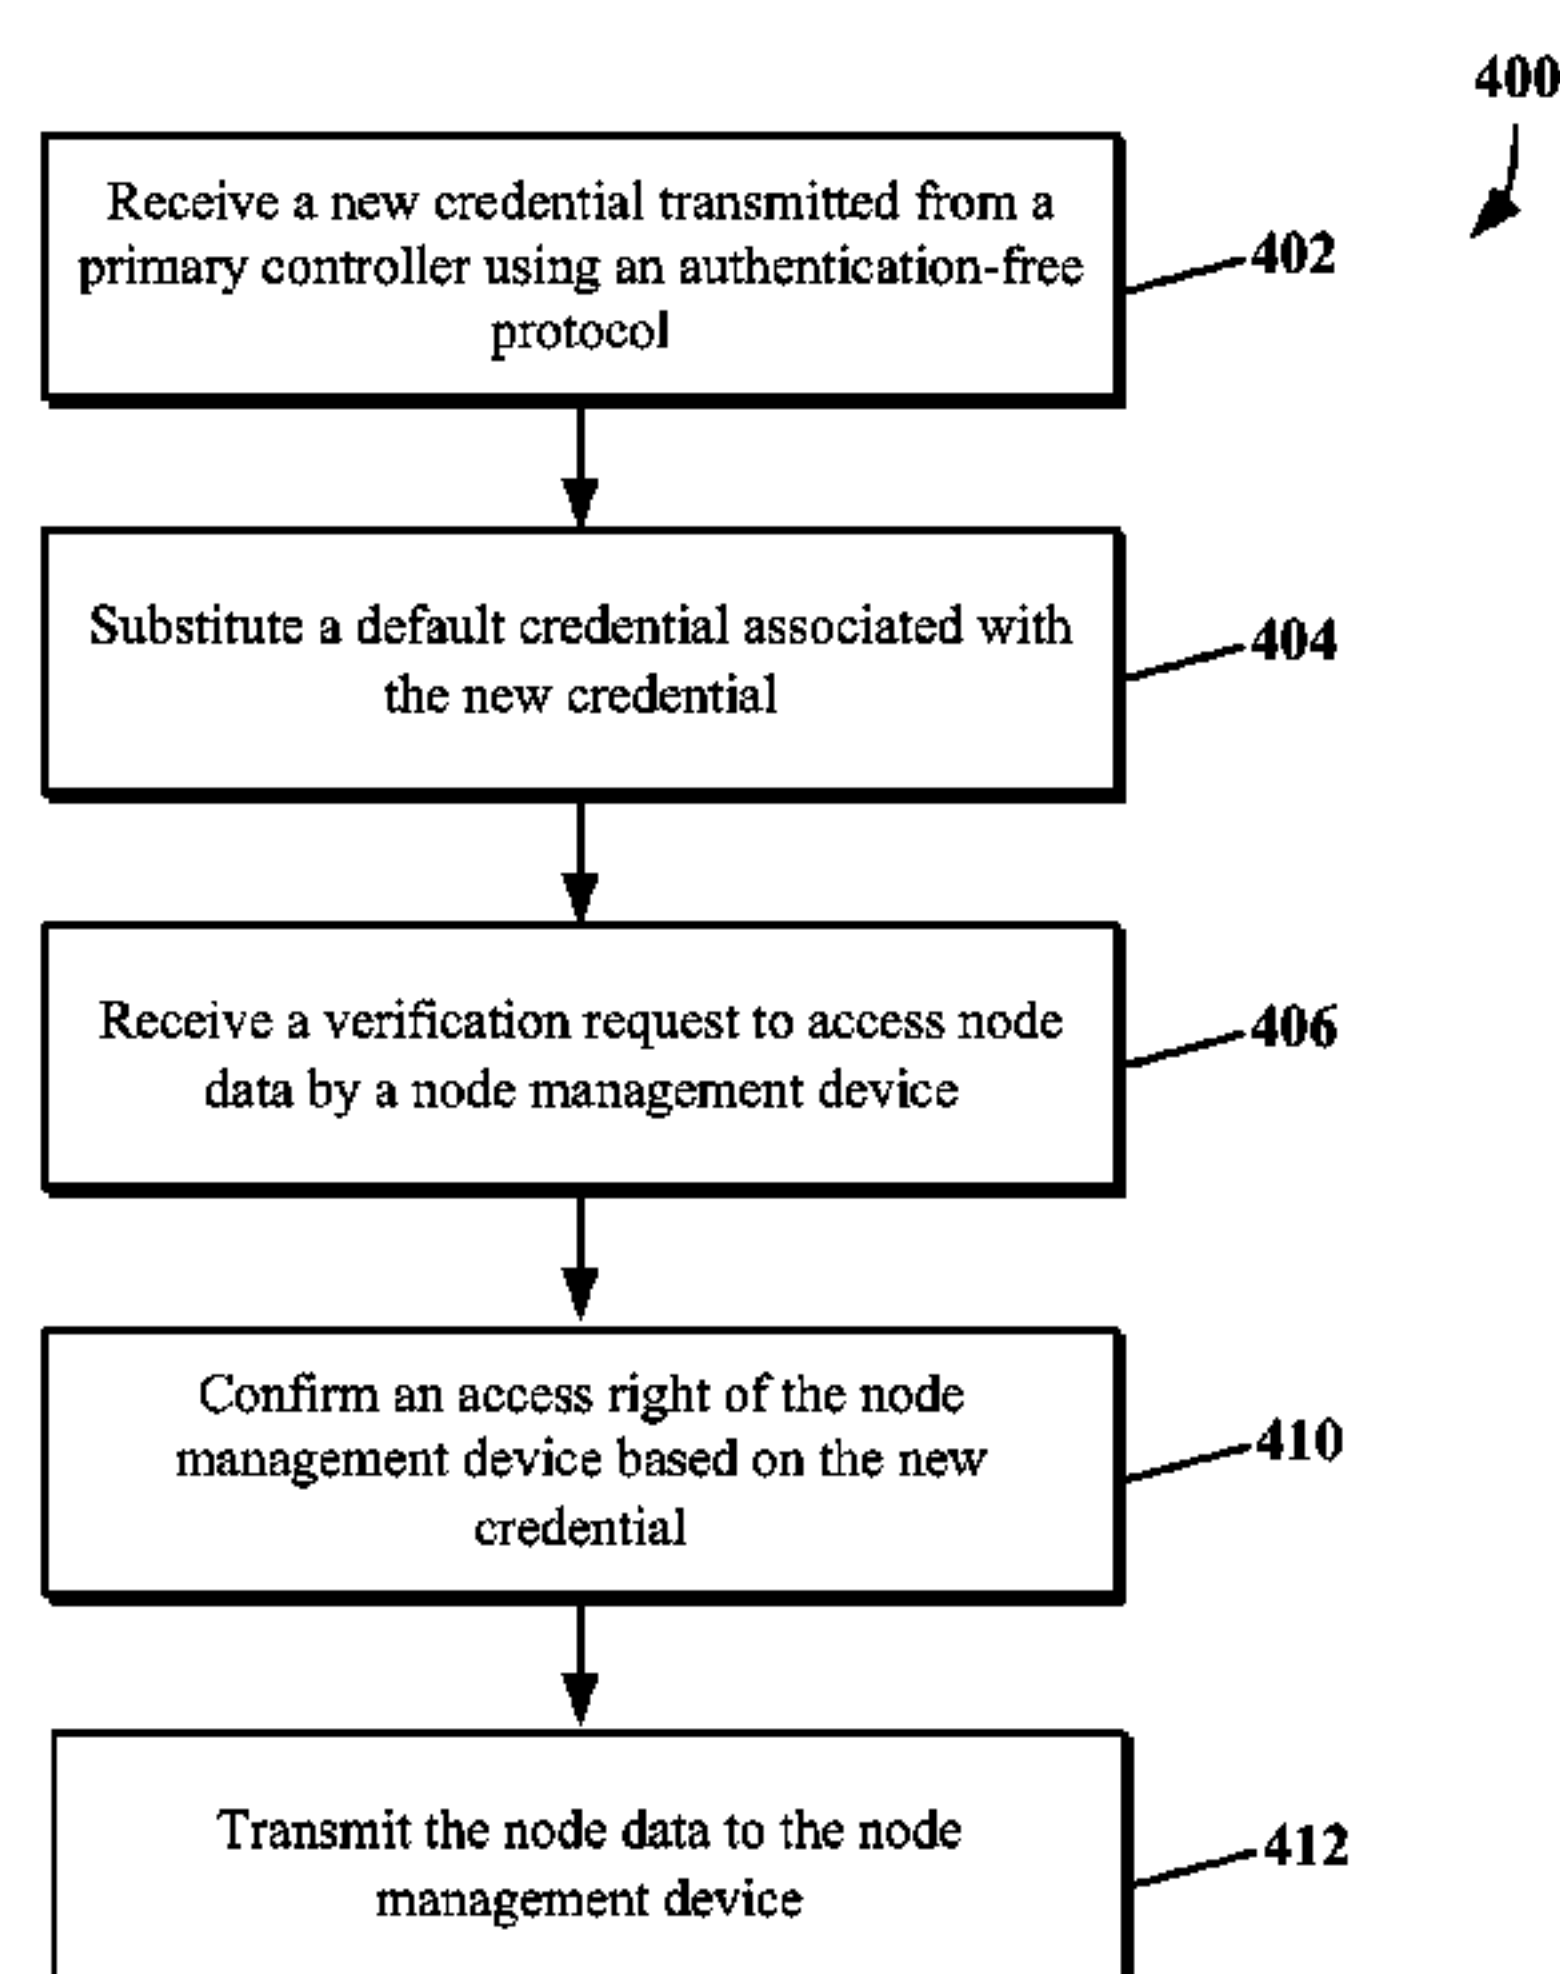 400
Receive a new credential transmitted from a
primary controller using an authentication-free
protocol
402
Substitute a default credential associated with
the new credential
404
Receive a verification request to access node
data by a node management device
406
Confirm an access right of the node
management device based on the new
credential
410
Transmit the node data to the node
management device
412